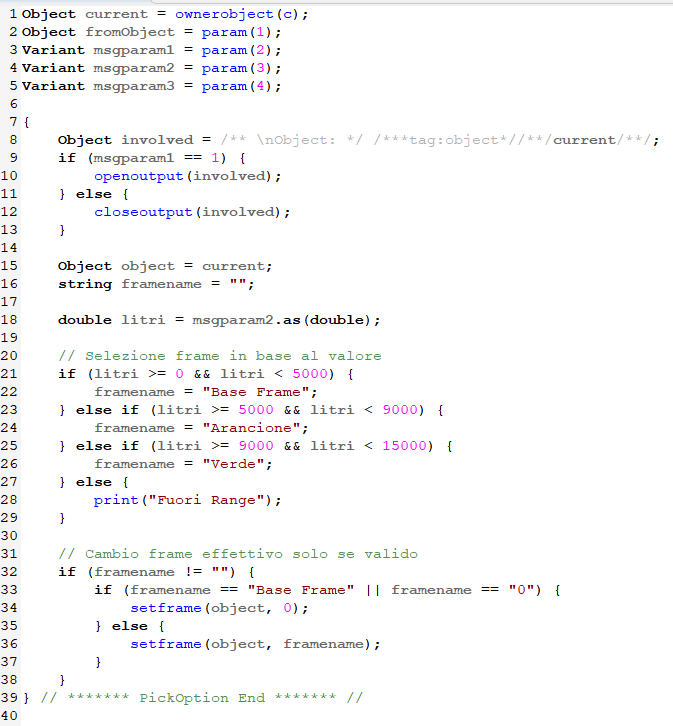 1 Object current = ownerobject(c);
2 Object fromObject = param(1);
3 Variant msgparam1 = param(2);
4 Variant msgparam2 = param(3);
5 Variant msgparam3 = param(4);
6
7 {
8     Object involved = /** \nObject: */ /***tag:object*//**/current/**/;
9     if (msgparam1 == 1) {
10         openoutput(involved);
11     } else {
12         closeoutput(involved);
13     }
14
15     Object object = current;
16     string framename = "";
17
18     double litri = msgparam2.as(double);
19
20     // Selezione frame in base al valore
21     if (litri >= 0 && litri < 5000) {
22         framename = "Base Frame";
23     } else if (litri >= 5000 && litri < 9000) {
24         framename = "Arancione";
25     } else if (litri >= 9000 && litri < 15000) {
26         framename = "Verde";
27     } else {
28         print("Fuori Range");
29     }
30
31     // Cambio frame effettivo solo se valido
32     if (framename != "") {
33         if (framename == "Base Frame" || framename == "0") {
34             setframe(object, 0);
35         } else {
36             setframe(object, framename);
37         }
38     }
39 } // ******* PickOption End ******* //
40